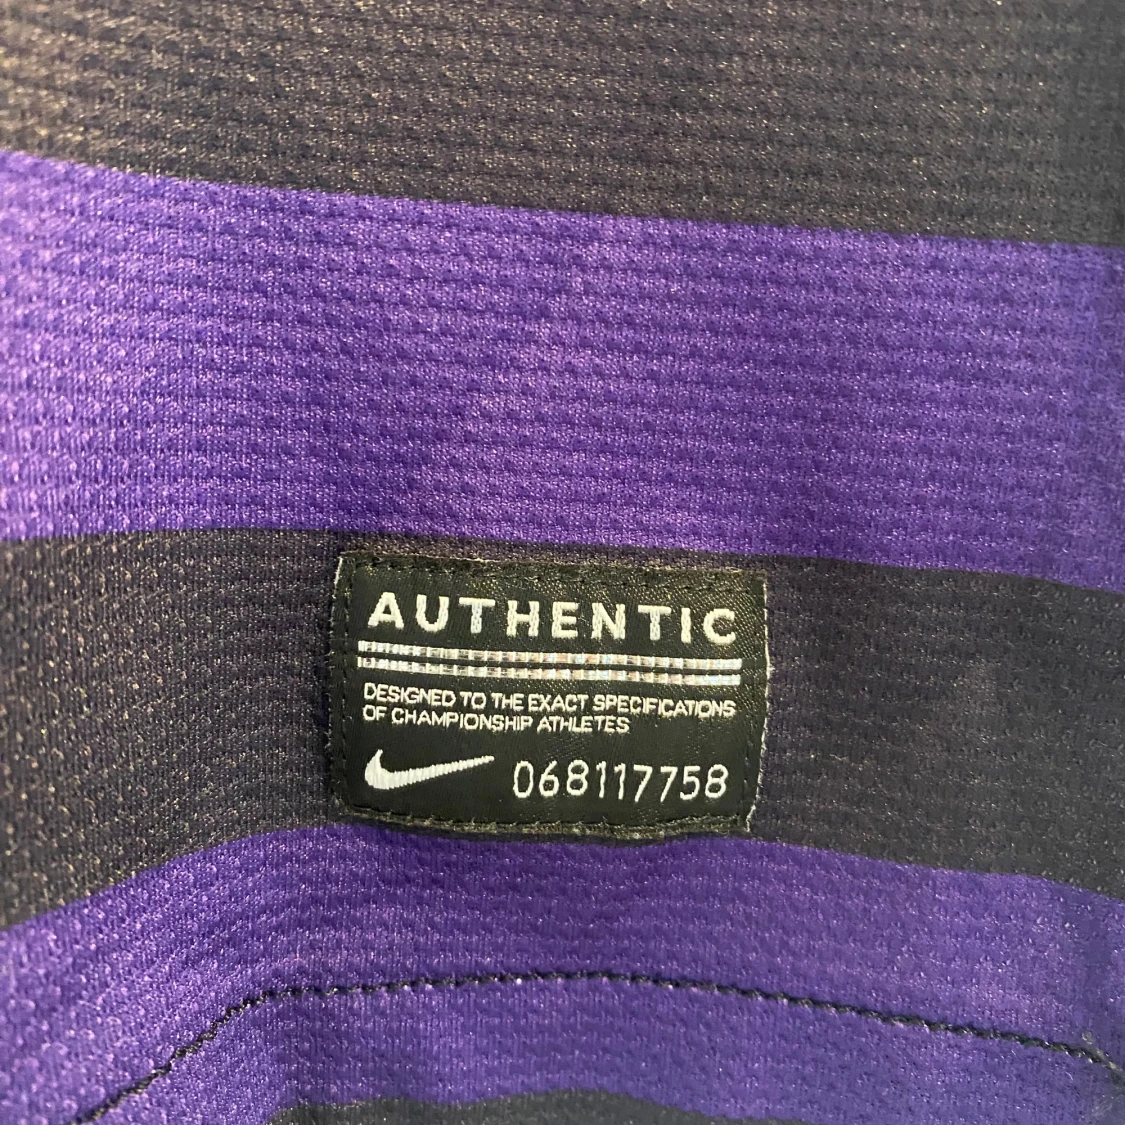 AUTHENTIC
DESIGNED TO THE EXACT SPECIFICATIONS
OF CHAMPIONSHIP ATHLETES
068117758